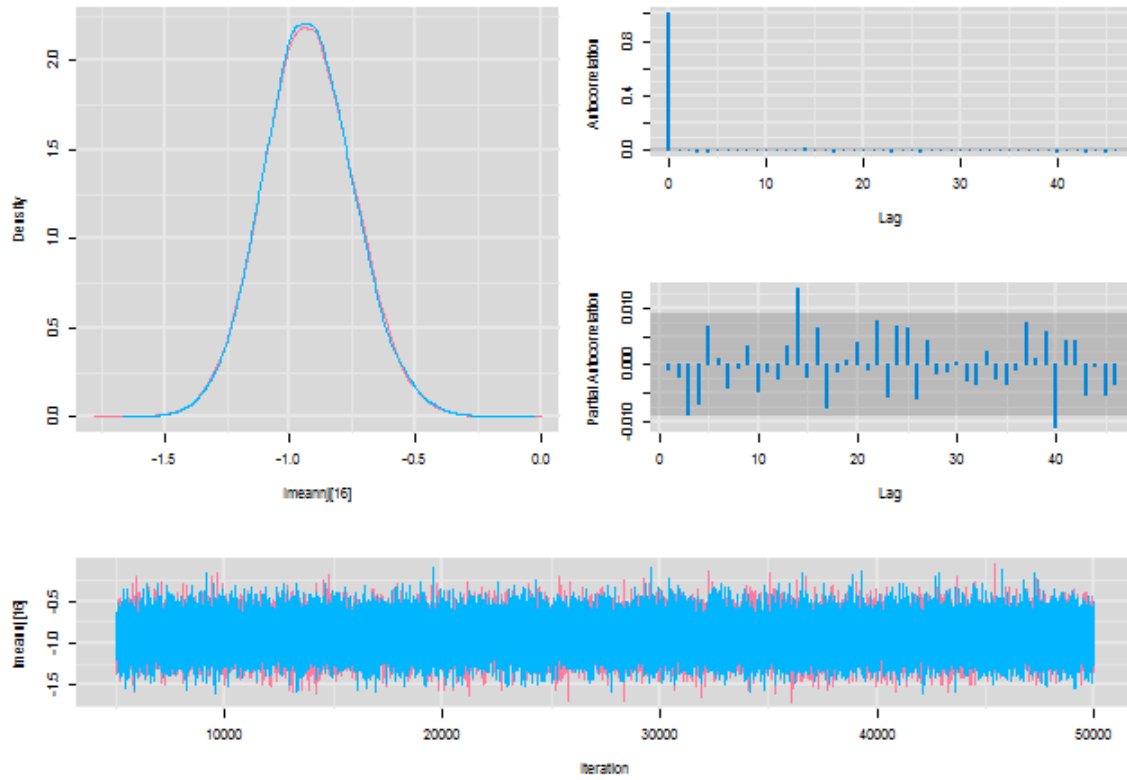 Density
0.0 0.5 1.0 1.5 2.0
-1.5 -1.0 -0.5 0.0
lmeannj[16]
Autocorrelation
0.0 0.4 0.8
0 10 20 30 40
Lag
Partial Autocorrelation
-0.010 0.000 0.010
0 10 20 30 40
Lag
lmeannj[16]
-1.5 -1.0 -0.5
10000 20000 30000 40000 50000
Iteration